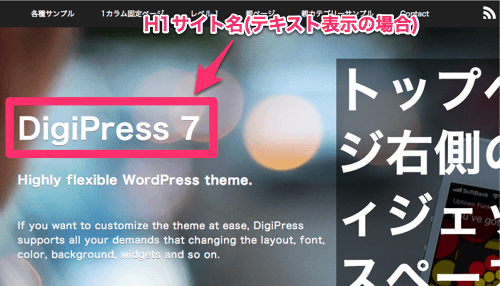 各種サンプル 1カラム固定ページ レベル1 親ページ 親カテゴリーサンプル Contact
H1サイト名(テキスト表示の場合)
DigiPress 7
Highly flexible WordPress theme.
If you want to customize the theme at ease, DigiPress
supports all your demands that changing the layout, font,
color, background, widgets and so on.
トップペ
ジ右側の
ィジェッ
スペース
SoftBank